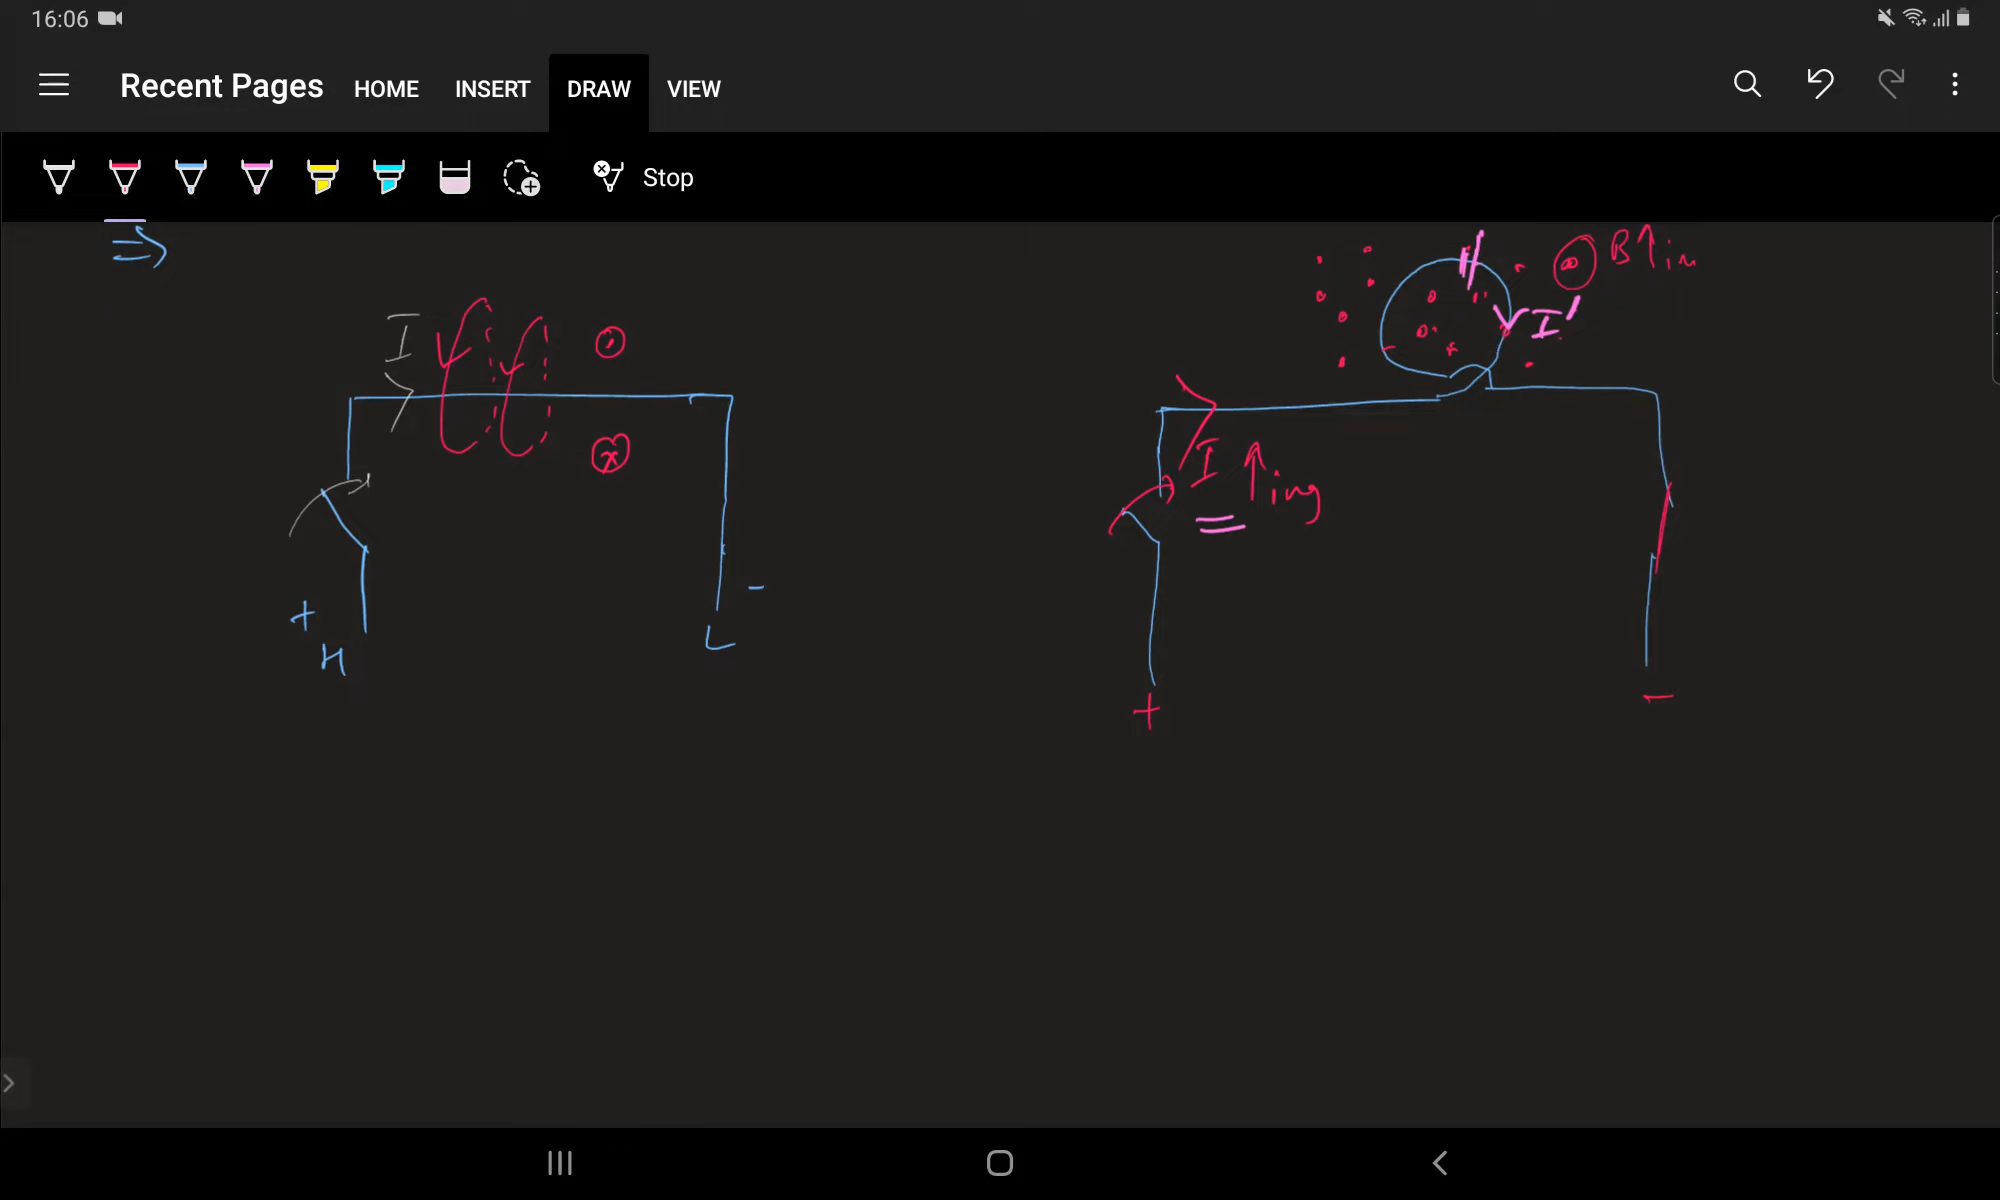 16:06
Recent Pages HOME INSERT DRAW VIEW
Stop
⇒
B↑in
I
I'
I ↑ing
+
H
-
L
+
-